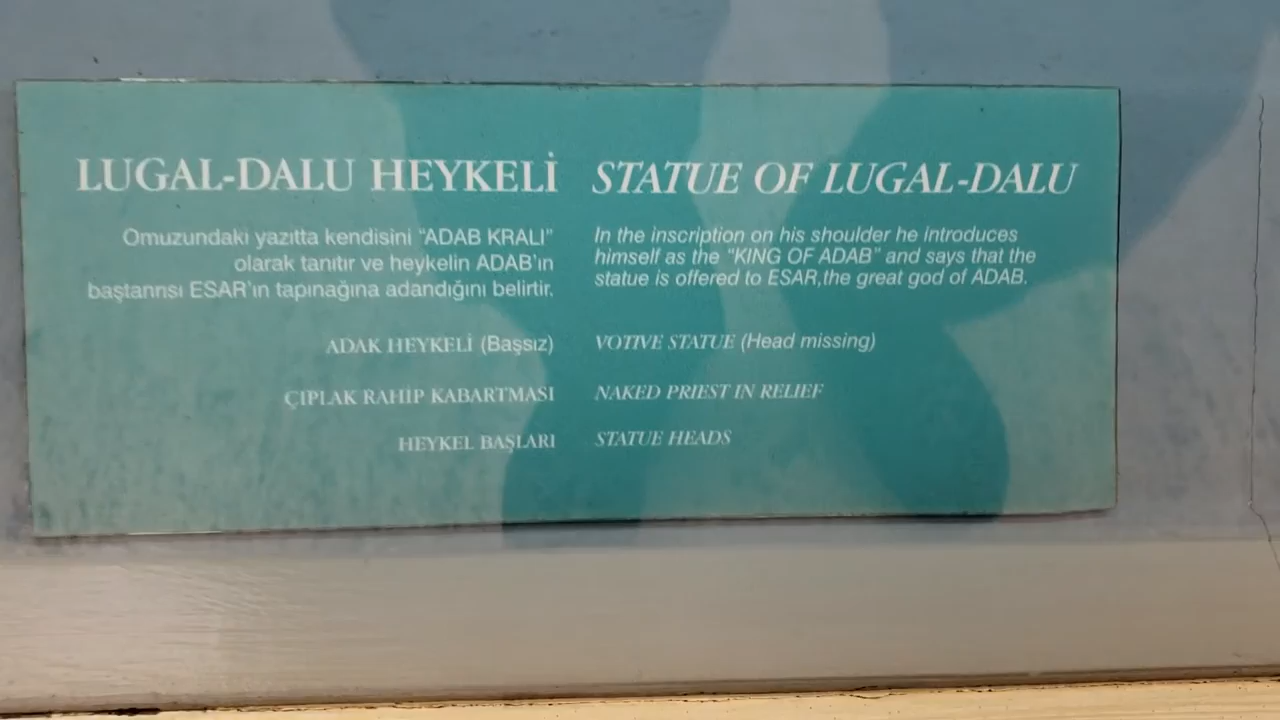 LUGAL-DALU HEYKELİ
Omuzundaki yazıtta kendisini “ADAB KRALI”
olarak tanıtır ve heykelin ADAB’ın
baştanrısı ESAR’ın tapınağına adandığını belirtir.
ADAK HEYKELİ (Başsız)
ÇIPLAK RAHİP KABARTMASI
HEYKEL BAŞLARI
STATUE OF LUGAL-DALU
In the inscription on his shoulder he introduces
himself as the “KING OF ADAB” and says that the
statue is offered to ESAR,the great god of ADAB.
VOTIVE STATUE (Head missing)
NAKED PRIEST IN RELIEF
STATUE HEADS